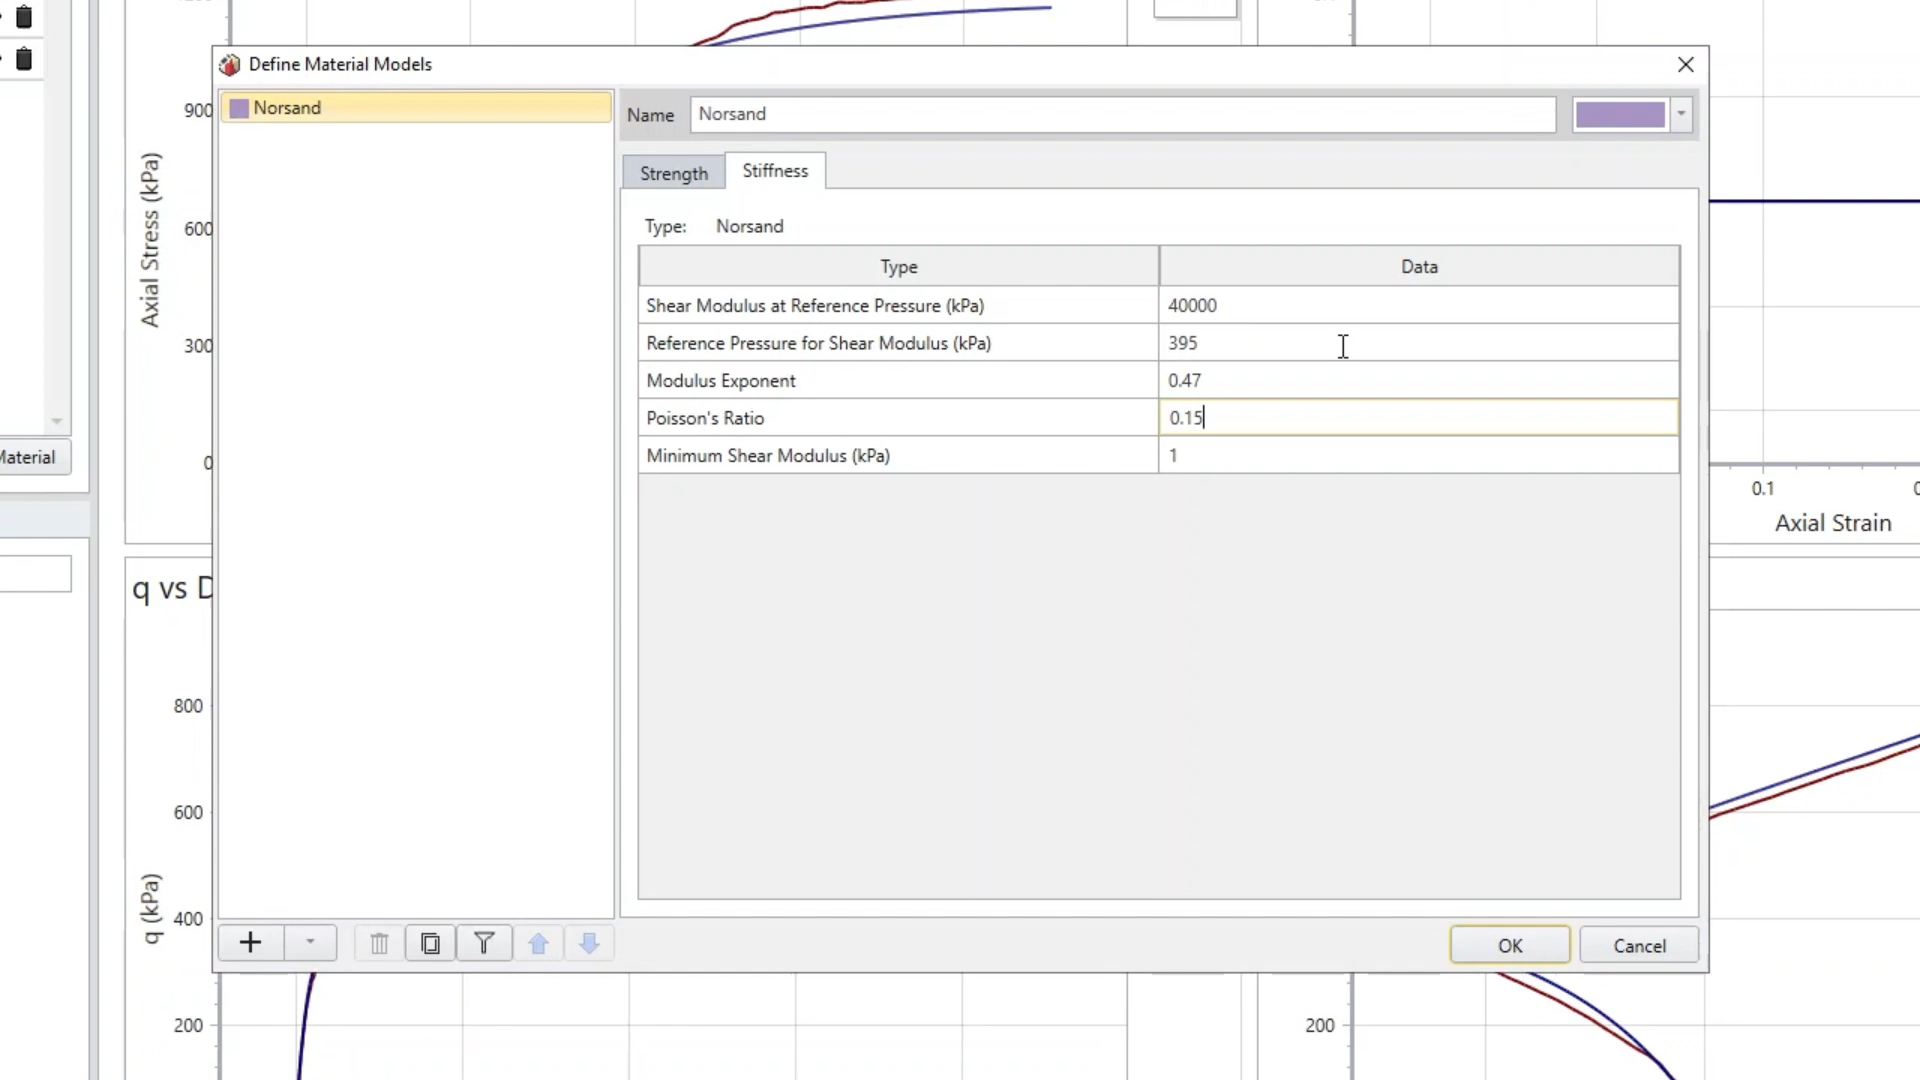 Define Material Models
Norsand
Name
Norsand
Strength
Stiffness
Type:
Norsand
Type
Data
Shear Modulus at Reference Pressure (kPa)
40000
Reference Pressure for Shear Modulus (kPa)
395
Modulus Exponent
0.47
Poisson's Ratio
0.15
Minimum Shear Modulus (kPa)
1
OK
Cancel
Axial Stress (kPa)
900
600
300
0
Material
0.1
Axial Strain
q vs D
q (kPa)
800
600
400
200
200